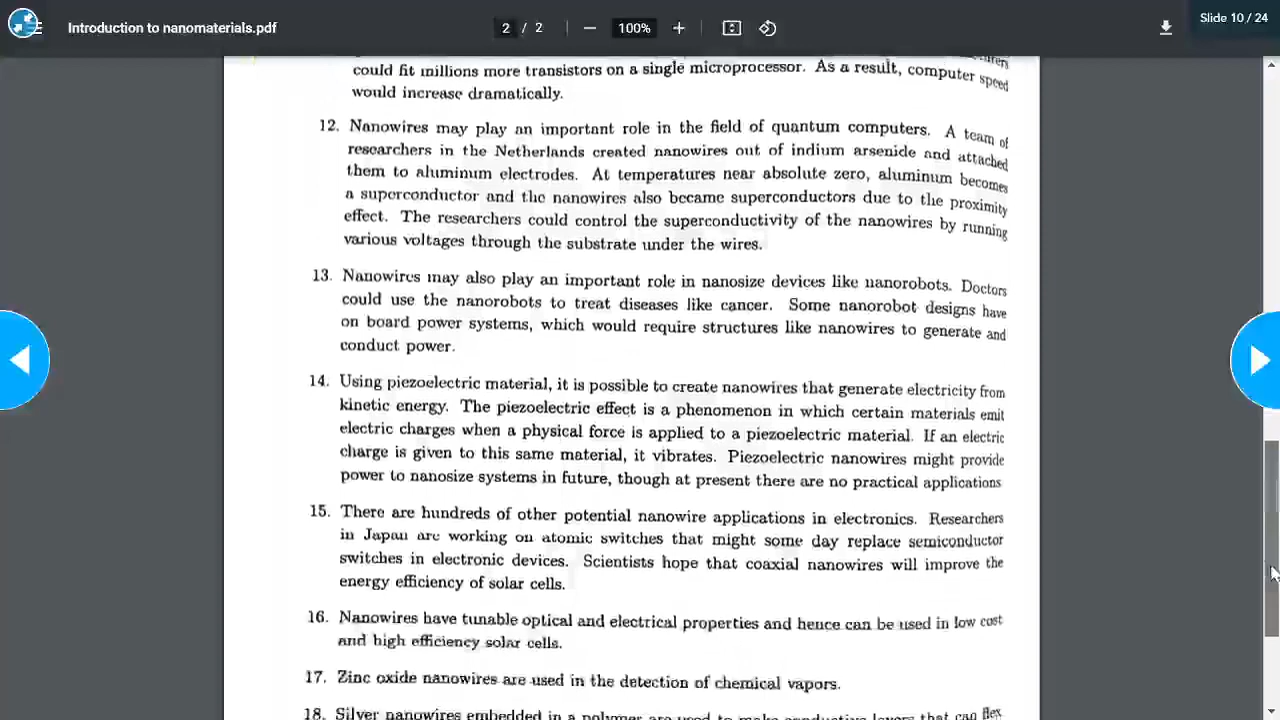 Introduction to nanomaterials.pdf
2 / 2
100%
Slide 10 / 24
could fit millions more transistors on a single microprocessor. As a result, computer speed
would increase dramatically.
12. Nanowires may play an important role in the field of quantum computers. A team of
researchers in the Netherlands created nanowires out of indium arsenide and attached
them to aluminum electrodes. At temperatures near absolute zero, aluminum becomes
a superconductor and the nanowires also became superconductors due to the proximity
effect. The researchers could control the superconductivity of the nanowires by running
various voltages through the substrate under the wires.
13. Nanowires may also play an important role in nanosize devices like nanorobots. Doctors
could use the nanorobots to treat diseases like cancer. Some nanorobot designs have
on board power systems, which would require structures like nanowires to generate and
conduct power.
14. Using piezoelectric material, it is possible to create nanowires that generate electricity from
kinetic energy. The piezoelectric effect is a phenomenon in which certain materials emit
electric charges when a physical force is applied to a piezoelectric material. If an electric
charge is given to this same material, it vibrates. Piezoelectric nanowires might provide
power to nanosize systems in future, though at present there are no practical applications
15. There are hundreds of other potential nanowire applications in electronics. Researchers
in Japan are working on atomic switches that might some day replace semiconductor
switches in electronic devices. Scientists hope that coaxial nanowires will improve the
energy efficiency of solar cells.
16. Nanowires have tunable optical and electrical properties and hence can be used in low cost
and high efficiency solar cells.
17. Zinc oxide nanowires are used in the detection of chemical vapors.
18. Silver nanowires embedded in a polymer are used to make conductive layers that can flex